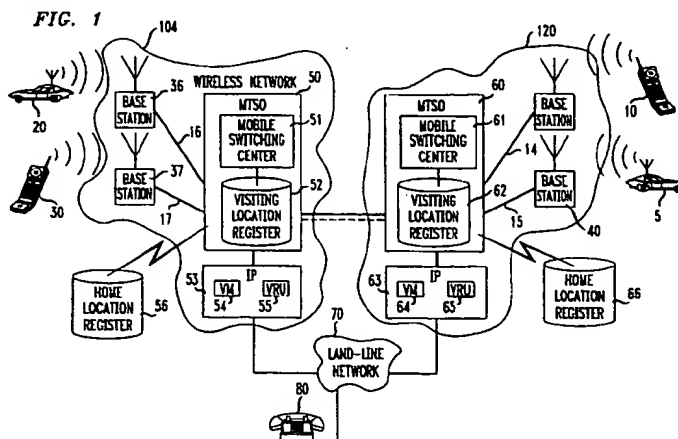 FIG. 1
104
120
WIRELESS NETWORK
50
60
MTSO
MTSO
36
BASE STATION
20
16
MOBILE SWITCHING CENTER
51
MOBILE SWITCHING CENTER
61
BASE STATION
10
14
37
BASE STATION
30
17
VISITING LOCATION REGISTER
52
VISITING LOCATION REGISTER
62
BASE STATION
5
15
40
HOME LOCATION REGISTER
56
53
IP
VM
54
VRU
55
63
IP
VM
64
VRU
65
HOME LOCATION REGISTER
66
70
LAND-LINE NETWORK
80